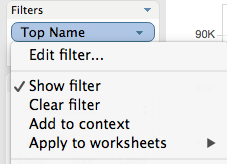 Filters
Top Name
90K
Edit filter...
Show filter
Clear filter
Add to context
Apply to worksheets